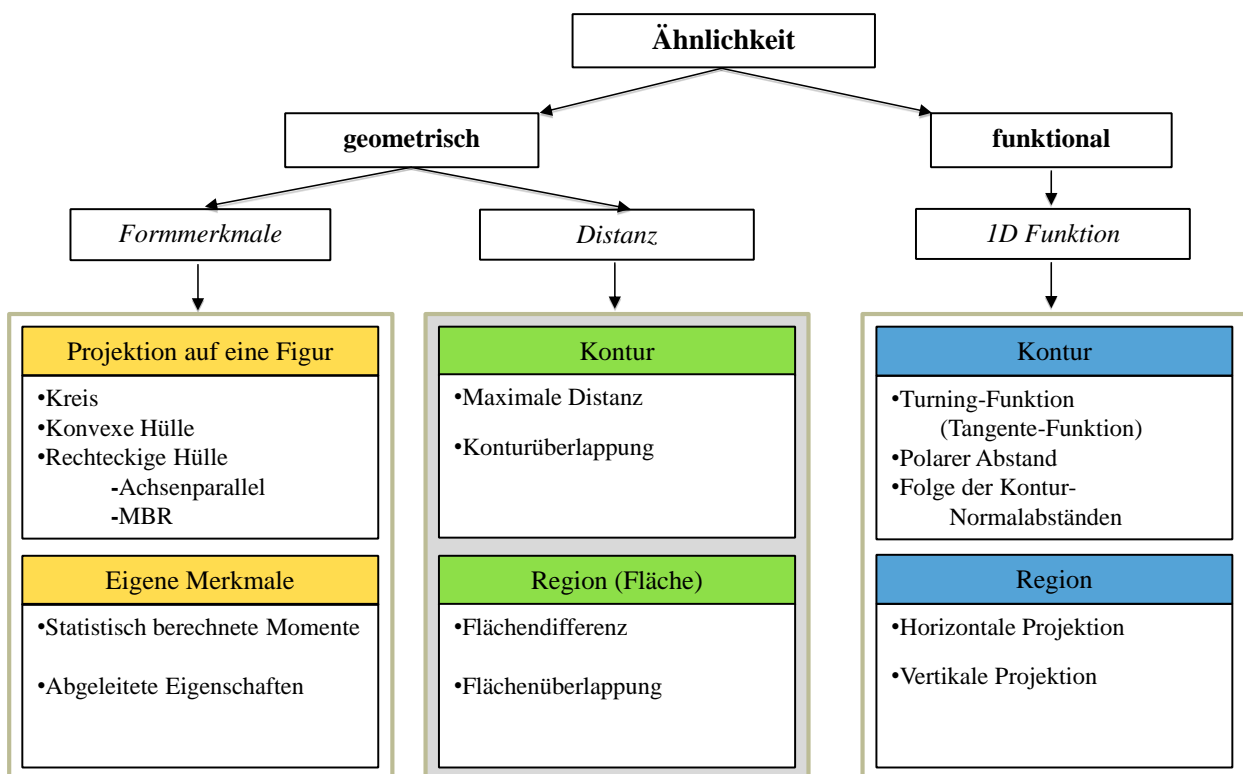 Ähnlichkeit
geometrisch
funktional
Formmerkmale
Distanz
1D Funktion
Projektion auf eine Figur
•Kreis
•Konvexe Hülle
•Rechteckige Hülle
-Achsenparallel
-MBR
Eigene Merkmale
•Statistisch berechnete Momente
•Abgeleitete Eigenschaften
Kontur
•Maximale Distanz
•Konturüberlappung
Region (Fläche)
•Flächendifferenz
•Flächenüberlappung
Kontur
•Turning-Funktion
(Tangente-Funktion)
•Polarer Abstand
•Folge der Kontur-
Normalabständen
Region
•Horizontale Projektion
•Vertikale Projektion